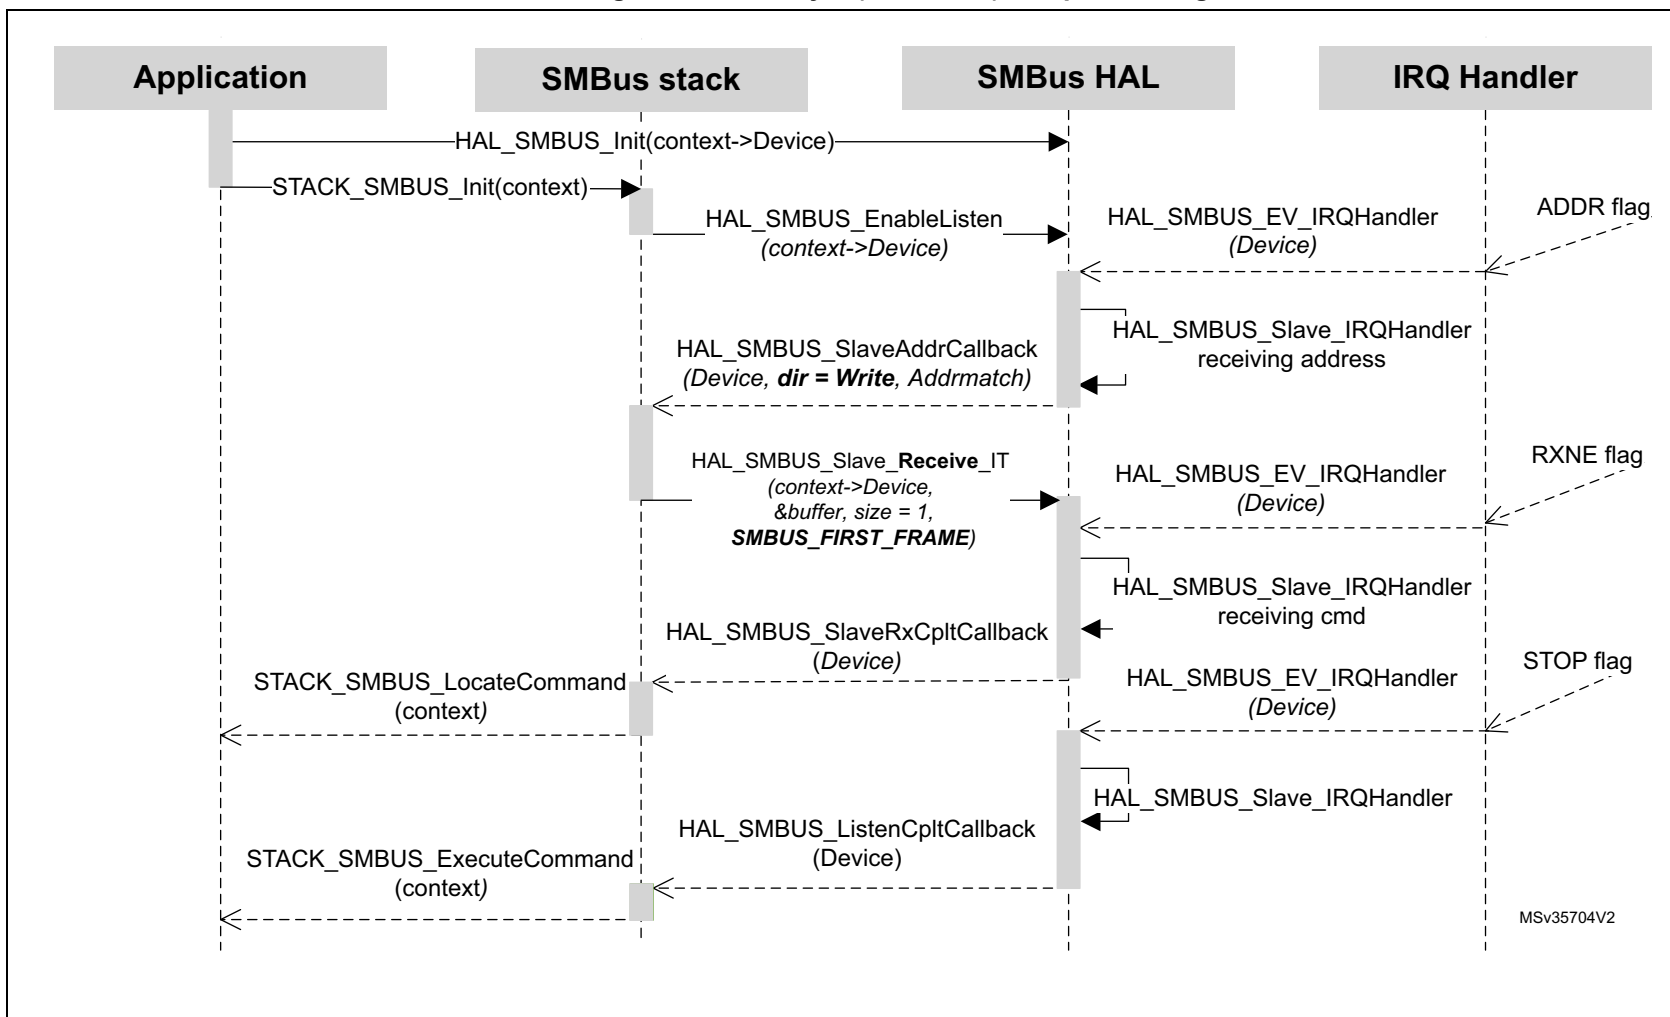 Application
SMBus stack
SMBus HAL
IRQ Handler
HAL_SMBUS_Init(context->Device)
STACK_SMBUS_Init(context)
HAL_SMBUS_EnableListen
(context->Device)
HAL_SMBUS_EV_IRQHandler
(Device)
ADDR flag
HAL_SMBUS_Slave_IRQHandler
receiving address
HAL_SMBUS_SlaveAddrCallback
(Device, dir = Write, Addrmatch)
HAL_SMBUS_Slave_Receive_IT
(context->Device,
&buffer, size = 1,
SMBUS_FIRST_FRAME)
HAL_SMBUS_EV_IRQHandler
(Device)
RXNE flag
HAL_SMBUS_Slave_IRQHandler
receiving cmd
HAL_SMBUS_SlaveRxCpltCallback
(Device)
STACK_SMBUS_LocateCommand
(context)
HAL_SMBUS_EV_IRQHandler
(Device)
STOP flag
HAL_SMBUS_Slave_IRQHandler
HAL_SMBUS_ListenCpltCallback
(Device)
STACK_SMBUS_ExecuteCommand
(context)
MSv35704V2